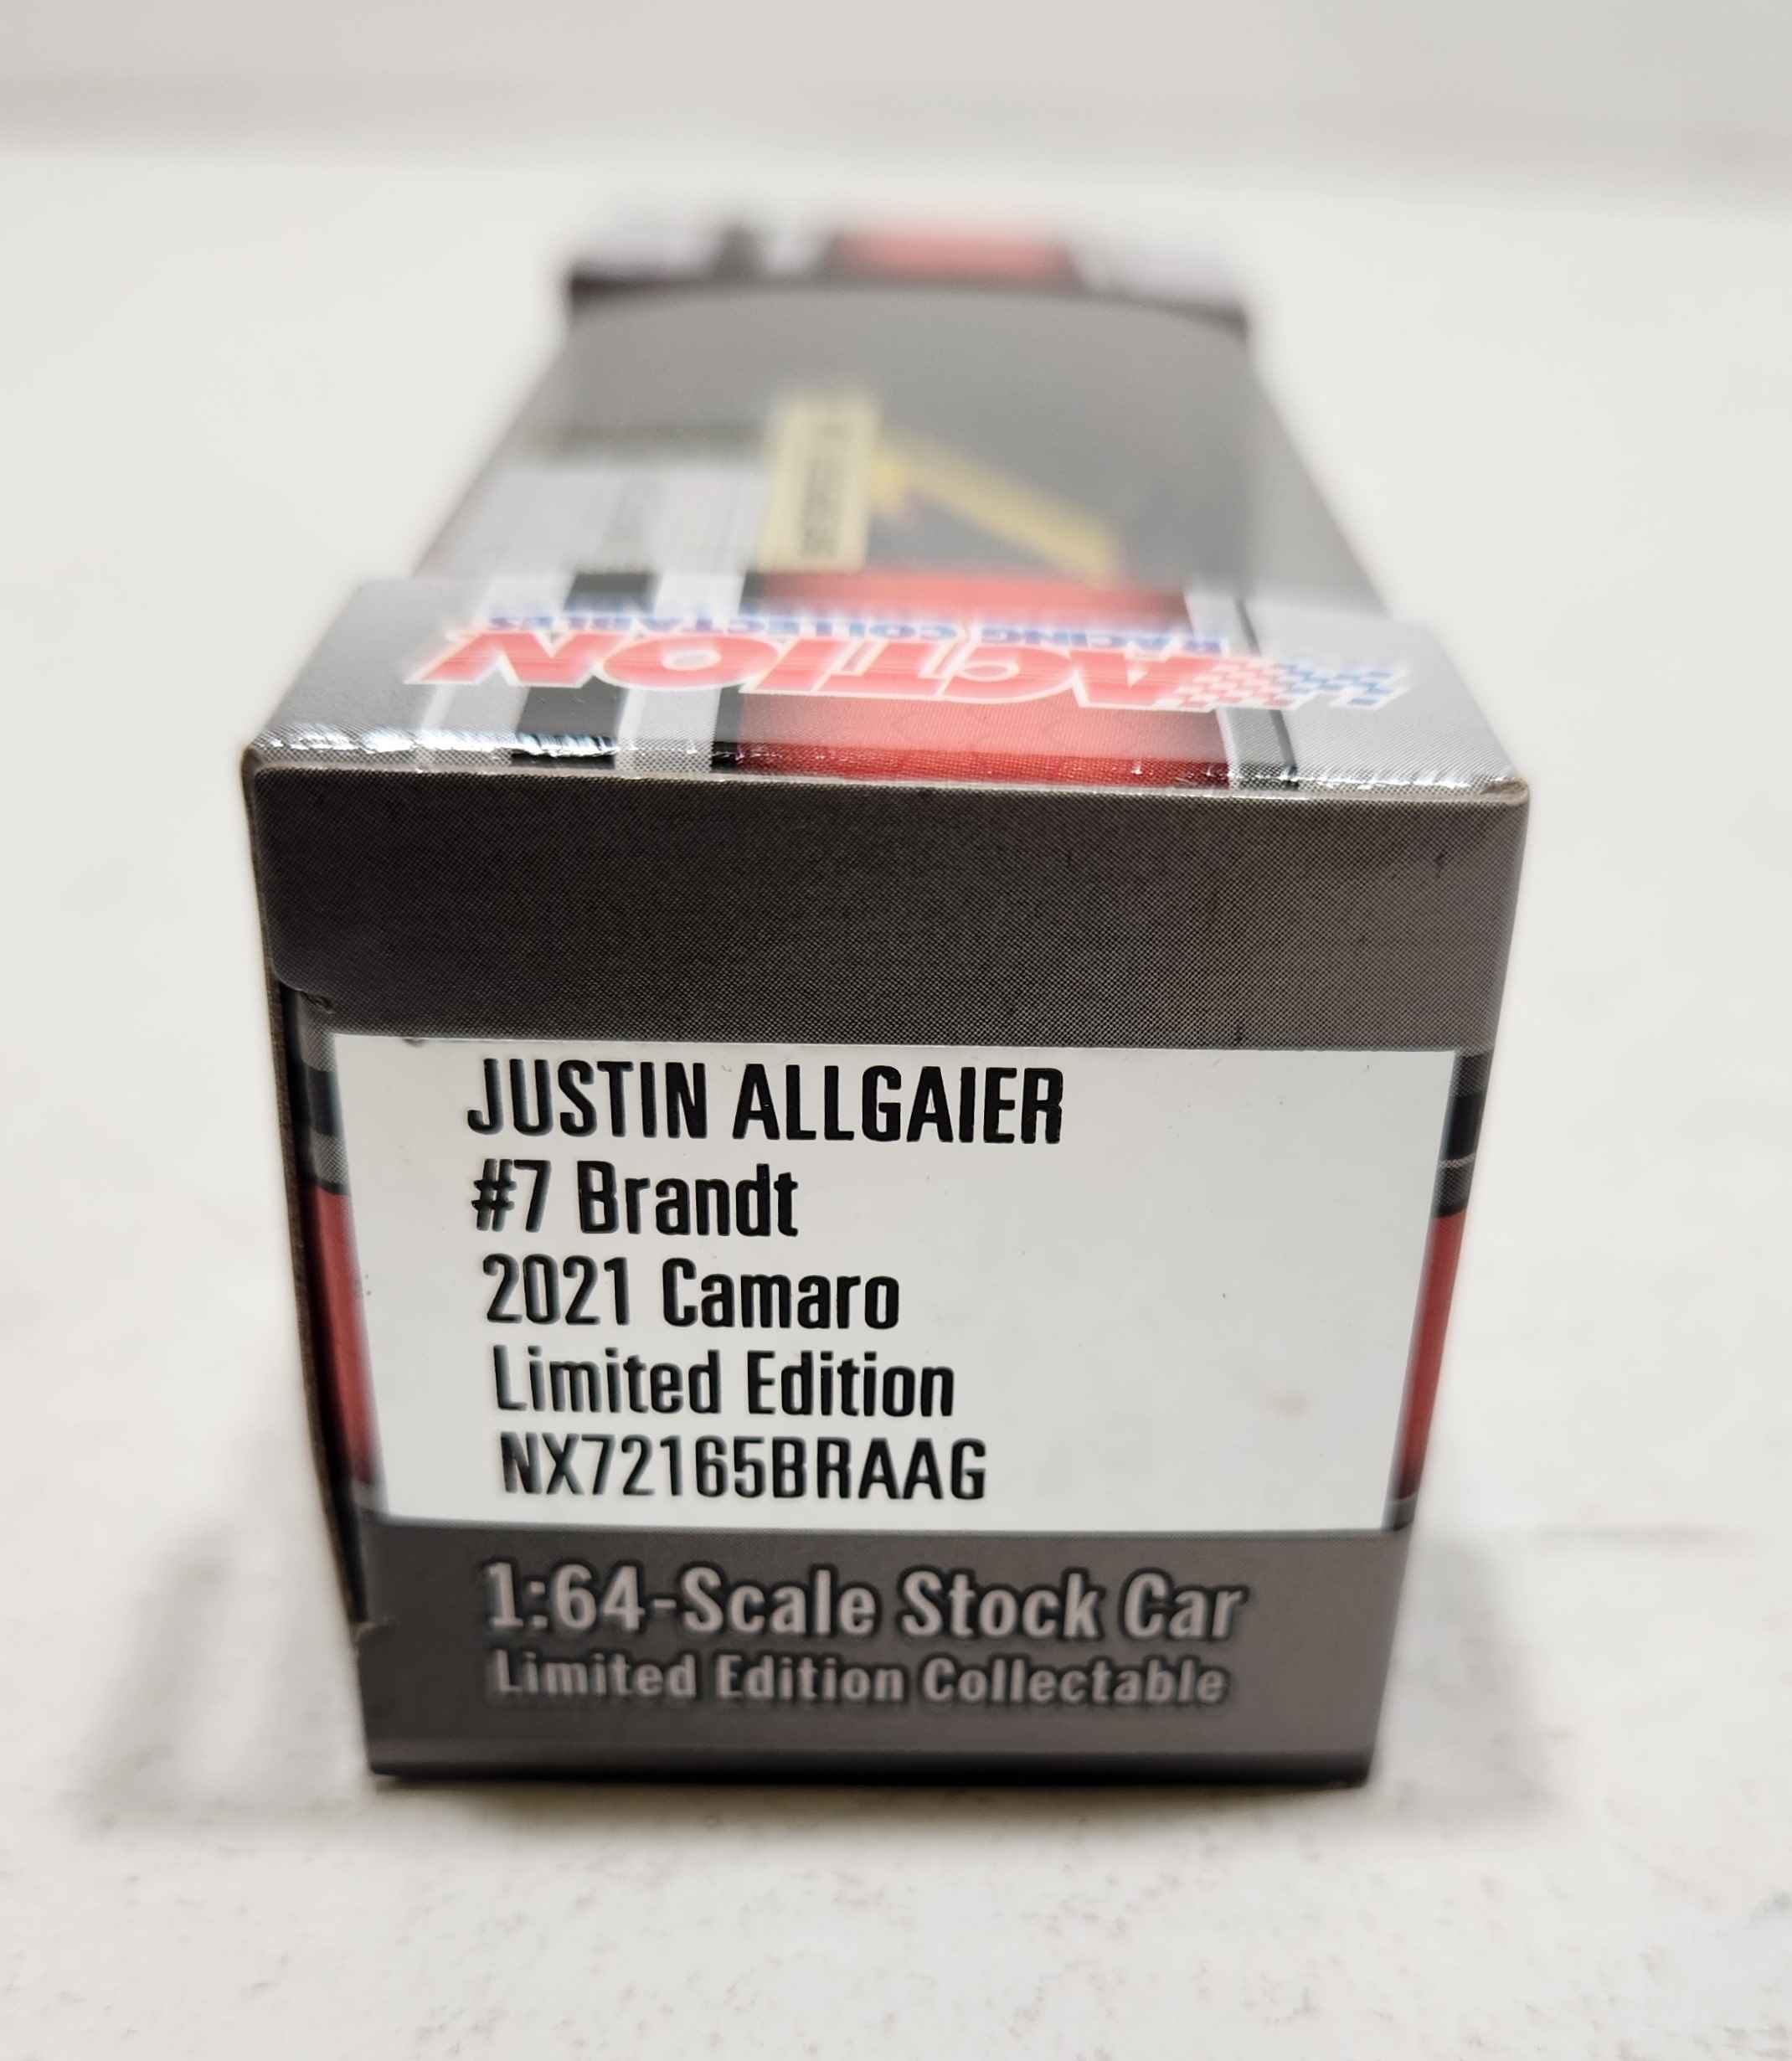 ACTION
RACING COLLECTABLES
JUSTIN ALLGAIER
#7 Brandt
2021 Camaro
Limited Edition
NX72165BRAAG
1:64-Scale Stock Car
Limited Edition Collectable